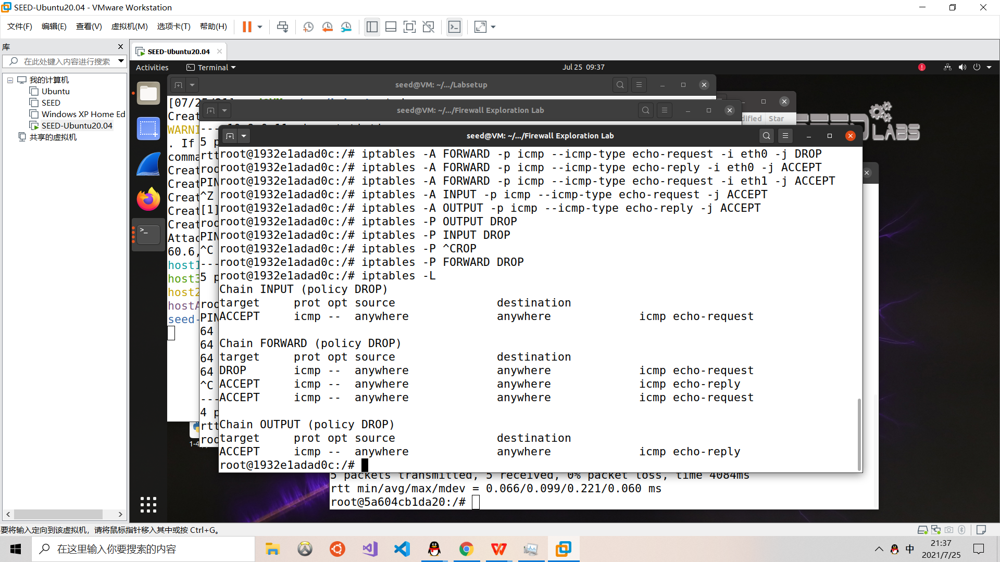 SEED-Ubuntu20.04 - VMware Workstation
文件(F) 编辑(E) 查看(V) 虚拟机(M) 选项卡(T) 帮助(H)
库
在此处键入内容进行搜索
我的计算机
Ubuntu
SEED
Windows XP Home Ed
SEED-Ubuntu20.04
共享的虚拟机
SEED-Ubuntu20.04
Activities
Terminal
Jul 25 09:37
seed@VM: ~/.../Labsetup
[07/2
Creat
WARNI
. If
comma
Creat
Creat
Creat
Creat
Creat
Attac
60.6,
host1
host3
host2
hostA
seed-
seed@VM: ~/.../Firewall Exploration Lab
5 p
rtt
roo
PIN
^Z
[1]
roo
PIN
^C
---
5 p
roo
PIN
64
64
64
64
^C
---
4 p
rtt
roo
dified
Star
LABS
seed@VM: ~/.../Firewall Exploration Lab
root@1932e1adad0c:/# iptables -A FORWARD -p icmp --icmp-type echo-request -i eth0 -j DROP
root@1932e1adad0c:/# iptables -A FORWARD -p icmp --icmp-type echo-reply -i eth0 -j ACCEPT
root@1932e1adad0c:/# iptables -A FORWARD -p icmp --icmp-type echo-request -i eth1 -j ACCEPT
root@1932e1adad0c:/# iptables -A INPUT -p icmp --icmp-type echo-request -j ACCEPT
root@1932e1adad0c:/# iptables -A OUTPUT -p icmp --icmp-type echo-reply -j ACCEPT
root@1932e1adad0c:/# iptables -P OUTPUT DROP
root@1932e1adad0c:/# iptables -P INPUT DROP
root@1932e1adad0c:/# iptables -P ^CROP
root@1932e1adad0c:/# iptables -P FORWARD DROP
root@1932e1adad0c:/# iptables -L
Chain INPUT (policy DROP)
target prot opt source destination
ACCEPT icmp -- anywhere anywhere icmp echo-request
Chain FORWARD (policy DROP)
target prot opt source destination
DROP icmp -- anywhere anywhere icmp echo-request
ACCEPT icmp -- anywhere anywhere icmp echo-reply
ACCEPT icmp -- anywhere anywhere icmp echo-request
Chain OUTPUT (policy DROP)
target prot opt source destination
ACCEPT icmp -- anywhere anywhere icmp echo-reply
root@1932e1adad0c:/#
5 packets transmitted, 5 received, 0% packet loss, time 4084ms
rtt min/avg/max/mdev = 0.066/0.099/0.221/0.060 ms
root@5a604cb1da20:/#
要将输入定向到该虚拟机，请将鼠标指针移入其中或按 Ctrl+G。
在这里输入你要搜索的内容
中
21:37
2021/7/25